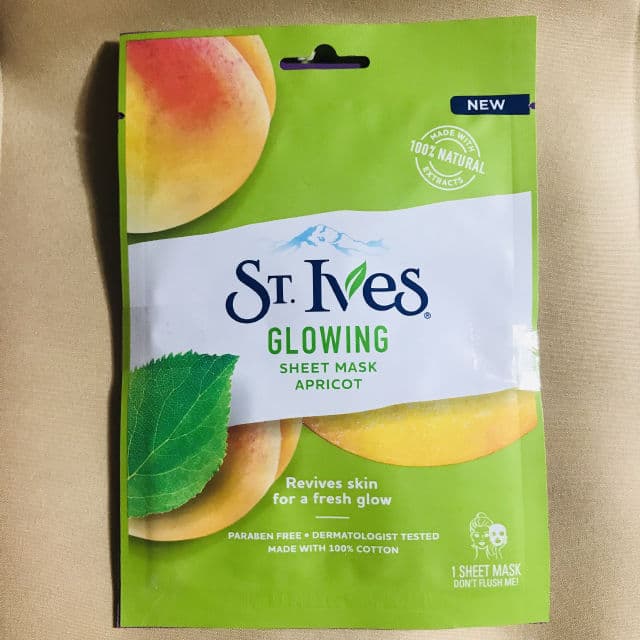 NEW
MADE WITH
100% NATURAL
EXTRACTS
ST. Ives®
GLOWING
SHEET MASK
APRICOT
Revives skin
for a fresh glow
PARABEN FREE • DERMATOLOGIST TESTED
MADE WITH 100% COTTON
1 SHEET MASK
DON'T FLUSH ME!